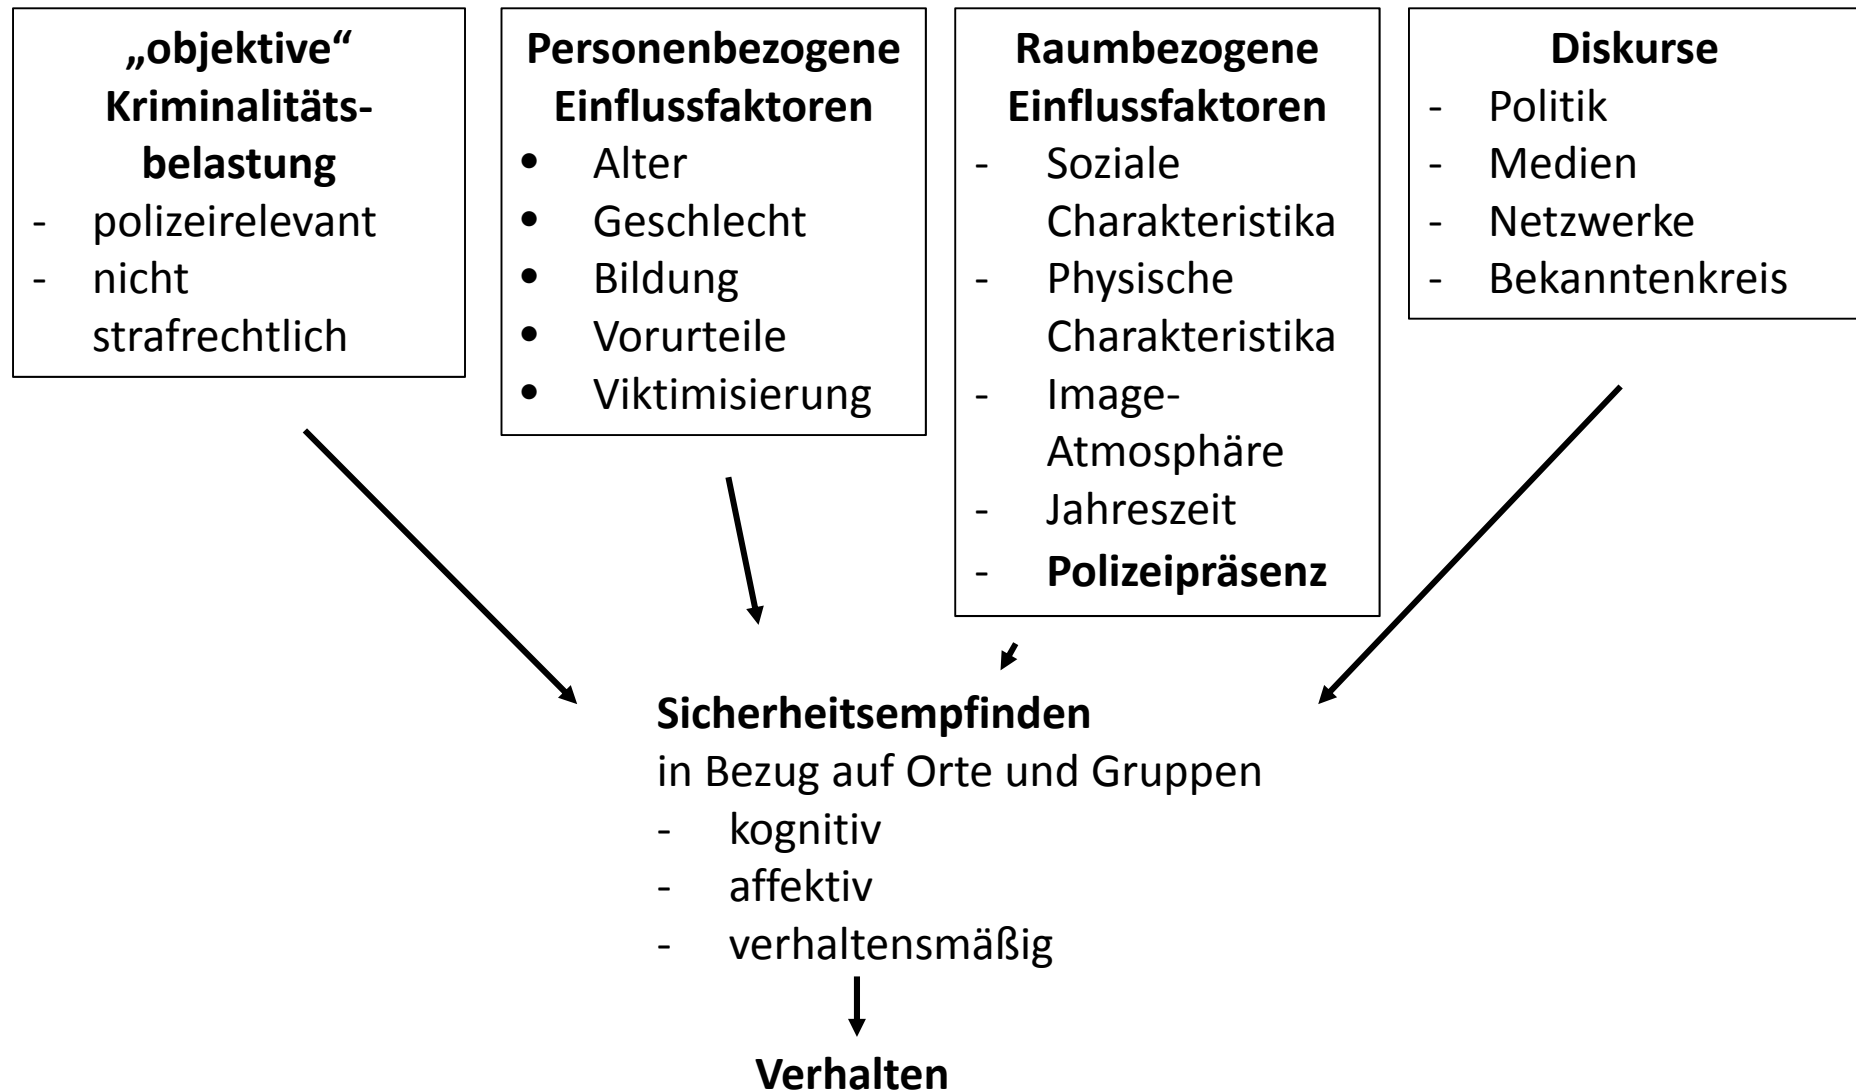 „objektive“
Kriminalitäts-
belastung
- polizeirelevant
- nicht
strafrechtlich
Personenbezogene
Einflussfaktoren
• Alter
• Geschlecht
• Bildung
• Vorurteile
• Viktimisierung
Raumbezogene
Einflussfaktoren
- Soziale
Charakteristika
- Physische
Charakteristika
- Image-
Atmosphäre
- Jahreszeit
- Polizeipräsenz
Diskurse
- Politik
- Medien
- Netzwerke
- Bekanntenkreis
Sicherheitsempfinden
in Bezug auf Orte und Gruppen
- kognitiv
- affektiv
- verhaltensmäßig
Verhalten